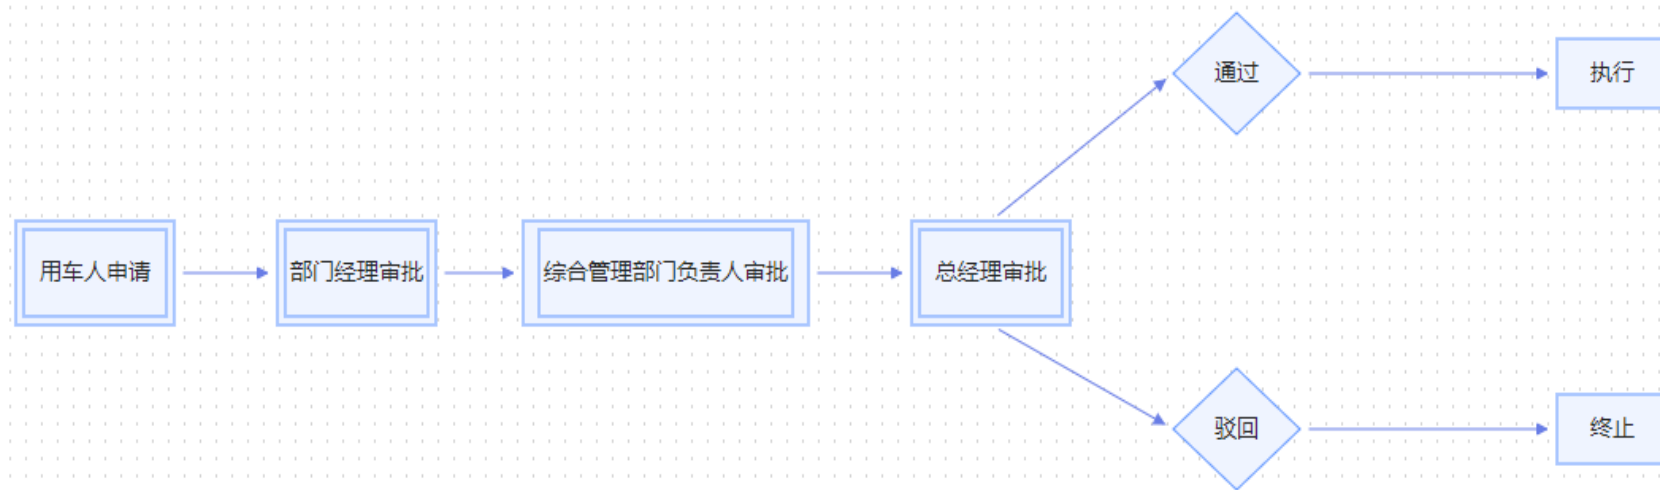 通过
执行
用车人申请
部门经理审批
综合管理部门负责人审批
总经理审批
驳回
终止